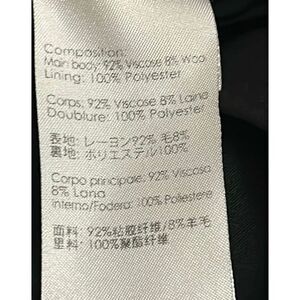 Composition:
Main body: 92% Viscose 8% Wool
Lining: 100% Polyester
Corps: 92% Viscose 8% Laine
Doublure: 100% Polyester
表地: レーヨン92% 毛8%
裏地: ポリエステル100%
Corpo principale: 92% Viscosa
8% Lana
Interno/Fodera: 100% Poliestere
面料: 92%粘胶纤维/8%羊毛
里料: 100%聚酯纤维